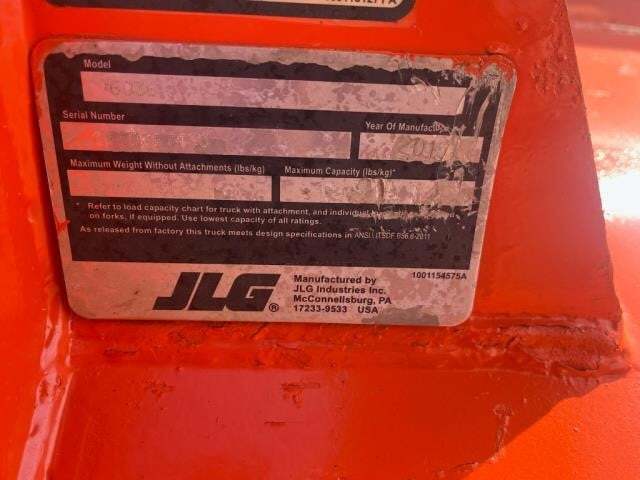 Model
Serial Number
Year Of Manufacture
Maximum Weight Without Attachments (lbs/kg)
Maximum Capacity (lbs/kg)*
* Refer to load capacity chart for truck with attachment, and individual
on forks, if equipped. Use lowest capacity of all ratings.
As released from factory this truck meets design specifications in ANSI / ITSDF B56.6-2011
1001154575A
JLG®
Manufactured by
JLG Industries Inc.
McConnellsburg, PA
17233-9533 USA